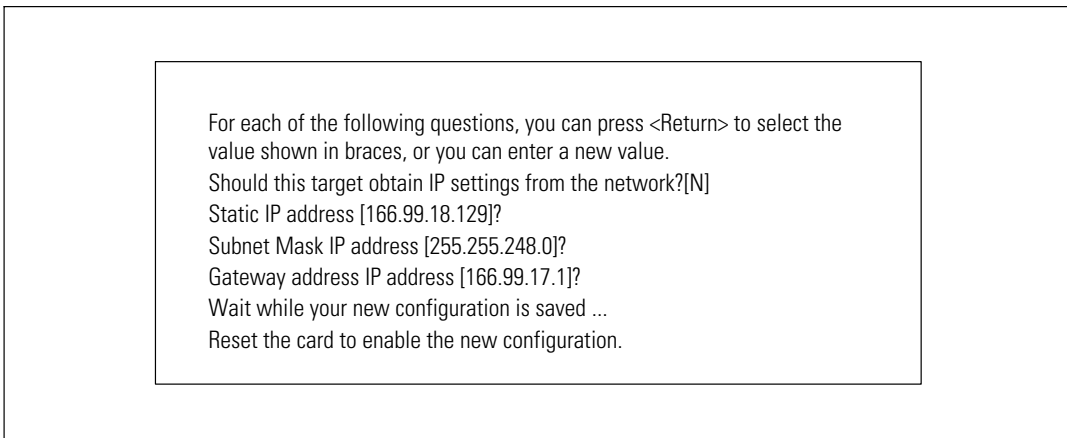 For each of the following questions, you can press <Return> to select the
value shown in braces, or you can enter a new value.
Should this target obtain IP settings from the network?[N]
Static IP address [166.99.18.129]?
Subnet Mask IP address [255.255.248.0]?
Gateway address IP address [166.99.17.1]?
Wait while your new configuration is saved ...
Reset the card to enable the new configuration.